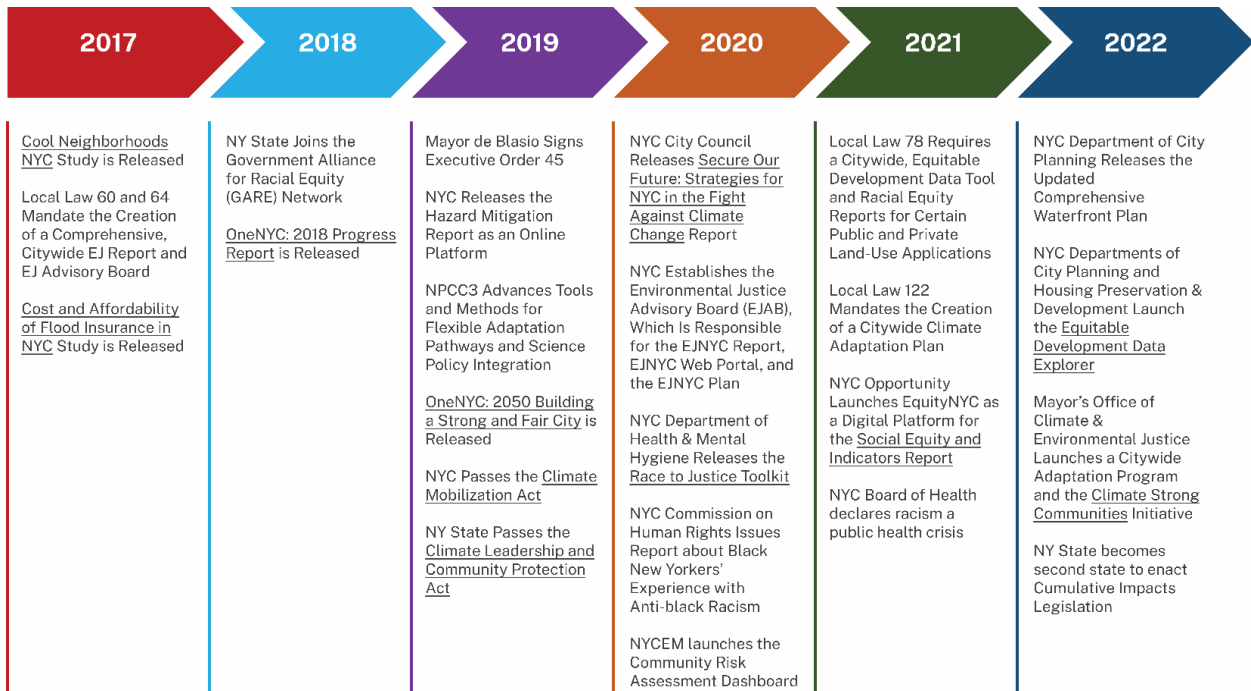 2017
2018
2019
2020
2021
2022
Cool Neighborhoods
NYC Study is Released
Local Law 60 and 64
Mandate the Creation
of a Comprehensive,
Citywide EJ Report and
EJ Advisory Board
Cost and Affordability
of Flood Insurance in
NYC Study is Released
NY State Joins the
Government Alliance
for Racial Equity
(GARE) Network
OneNYC: 2018 Progress
Report is Released
Mayor de Blasio Signs
Executive Order 45
NYC Releases the
Hazard Mitigation
Report as an Online
Platform
NPCC3 Advances Tools
and Methods for
Flexible Adaptation
Pathways and Science
Policy Integration
OneNYC: 2050 Building
a Strong and Fair City is
Released
NYC Passes the Climate
Mobilization Act
NY State Passes the
Climate Leadership and
Community Protection
Act
NYC City Council
Releases Secure Our
Future: Strategies for
NYC in the Fight
Against Climate
Change Report
NYC Establishes the
Environmental Justice
Advisory Board (EJAB),
Which Is Responsible
for the EJNYC Report,
EJNYC Web Portal, and
the EJNYC Plan
NYC Department of
Health & Mental
Hygiene Releases the
Race to Justice Toolkit
NYC Commission on
Human Rights Issues
Report about Black
New Yorkers'
Experience with
Anti-black Racism
NYCEM launches the
Community Risk
Assessment Dashboard
Local Law 78 Requires
a Citywide, Equitable
Development Data Tool
and Racial Equity
Reports for Certain
Public and Private
Land-Use Applications
Local Law 122
Mandates the Creation
of a Citywide Climate
Adaptation Plan
NYC Opportunity
Launches EquityNYC as
a Digital Platform for
the Social Equity and
Indicators Report
NYC Board of Health
declares racism a
public health crisis
NYC Department of City
Planning Releases the
Updated
Comprehensive
Waterfront Plan
NYC Departments of
City Planning and
Housing Preservation &
Development Launch
the Equitable
Development Data
Explorer
Mayor's Office of
Climate &
Environmental Justice
Launches a Citywide
Adaptation Program
and the Climate Strong
Communities Initiative
NY State becomes
second state to enact
Cumulative Impacts
Legislation